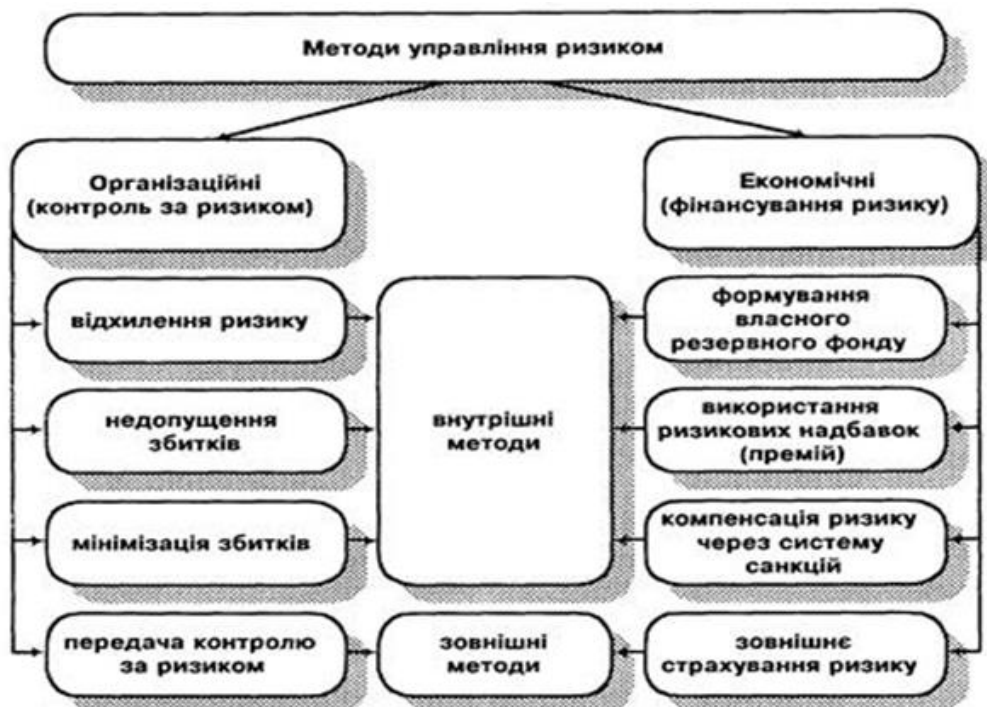 Методи управління ризиком
Організаційні
(контроль за ризиком)
Економічні
(фінансування ризику)
відхилення ризику
формування
власного
резервного фонду
недопущення
збитків
внутрішні
методи
використання
ризикових надбавок
(премій)
мінімізація збитків
компенсація ризику
через систему
санкцій
передача контролю
за ризиком
зовнішні
методи
зовнішнє
страхування ризику